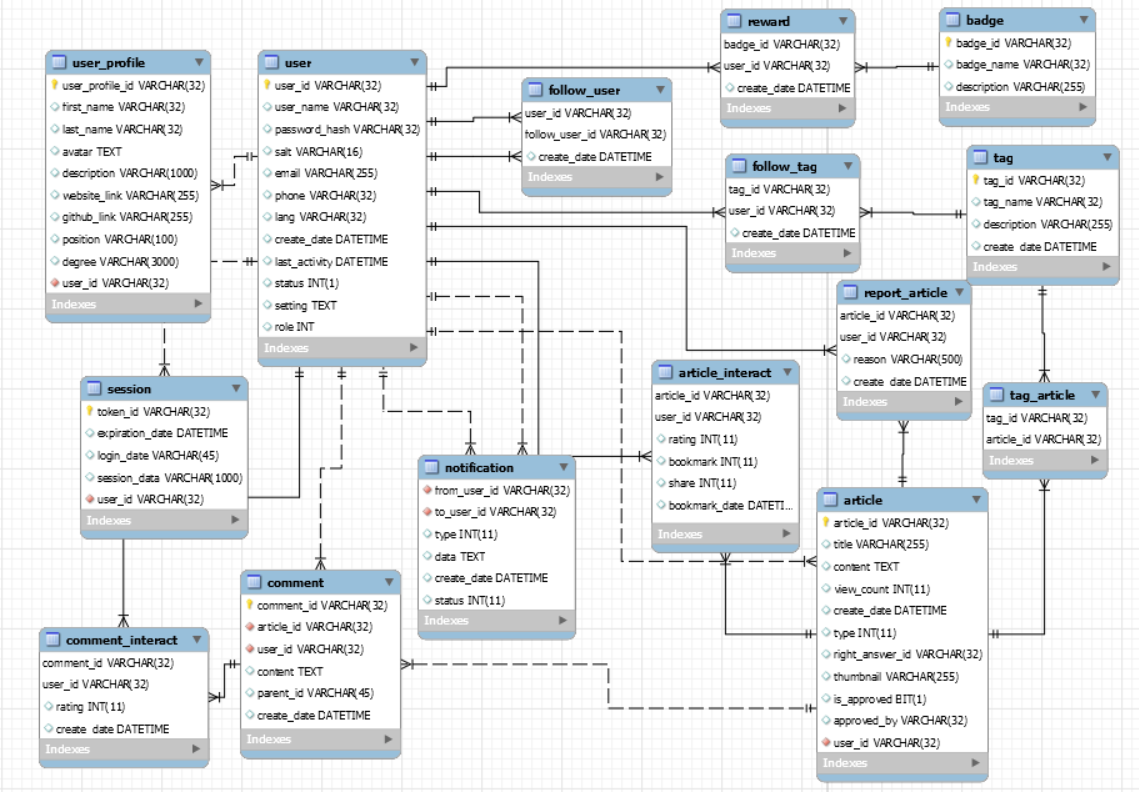 user_profile
user_profile_id VARCHAR(32)
first_name VARCHAR(32)
last_name VARCHAR(32)
avatar TEXT
description VARCHAR(1000)
website_link VARCHAR(255)
github_link VARCHAR(255)
position VARCHAR(100)
degree VARCHAR(3000)
user_id VARCHAR(32)
Indexes
user
user_id VARCHAR(32)
user_name VARCHAR(32)
password_hash VARCHAR(32)
salt VARCHAR(16)
email VARCHAR(255)
phone VARCHAR(32)
lang VARCHAR(32)
create_date DATETIME
last_activity DATETIME
status INT(1)
setting TEXT
role INT
Indexes
follow_user
user_id VARCHAR(32)
follow_user_id VARCHAR(32)
create_date DATETIME
Indexes
reward
badge_id VARCHAR(32)
user_id VARCHAR(32)
create_date DATETIME
Indexes
badge
badge_id VARCHAR(32)
badge_name VARCHAR(32)
description VARCHAR(255)
Indexes
follow_tag
tag_id VARCHAR(32)
user_id VARCHAR(32)
create_date DATETIME
Indexes
tag
tag_id VARCHAR(32)
tag_name VARCHAR(32)
description VARCHAR(255)
create_date DATETIME
Indexes
report_article
article_id VARCHAR(32)
user_id VARCHAR(32)
reason VARCHAR(500)
create_date DATETIME
Indexes
session
token_id VARCHAR(32)
expiration_date DATETIME
login_date VARCHAR(45)
session_data VARCHAR(1000)
user_id VARCHAR(32)
Indexes
article_interact
article_id VARCHAR(32)
user_id VARCHAR(32)
rating INT(11)
bookmark INT(11)
share INT(11)
bookmark_date DATETI...
Indexes
tag_article
tag_id VARCHAR(32)
article_id VARCHAR(32)
Indexes
notification
from_user_id VARCHAR(32)
to_user_id VARCHAR(32)
type INT(11)
data TEXT
create_date DATETIME
status INT(11)
Indexes
article
article_id VARCHAR(32)
title VARCHAR(255)
content TEXT
view_count INT(11)
create_date DATETIME
type INT(11)
right_answer_id VARCHAR(32)
thumbnail VARCHAR(255)
is_approved BIT(1)
approved_by VARCHAR(32)
user_id VARCHAR(32)
Indexes
comment
comment_id VARCHAR(32)
article_id VARCHAR(32)
user_id VARCHAR(32)
content TEXT
parent_id VARCHAR(45)
create_date DATETIME
Indexes
comment_interact
comment_id VARCHAR(32)
user_id VARCHAR(32)
rating INT(11)
create_date DATETIME
Indexes